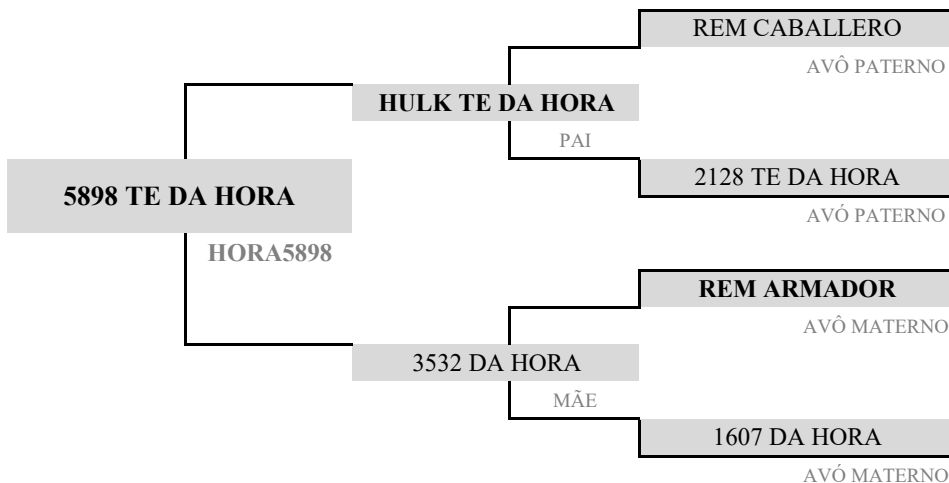 REM CABALLERO
AVÔ PATERNO
HULK TE DA HORA
PAI
2128 TE DA HORA
AVÓ PATERNO
5898 TE DA HORA
HORA5898
REM ARMADOR
AVÔ MATERNO
3532 DA HORA
MÃE
1607 DA HORA
AVÓ MATERNO